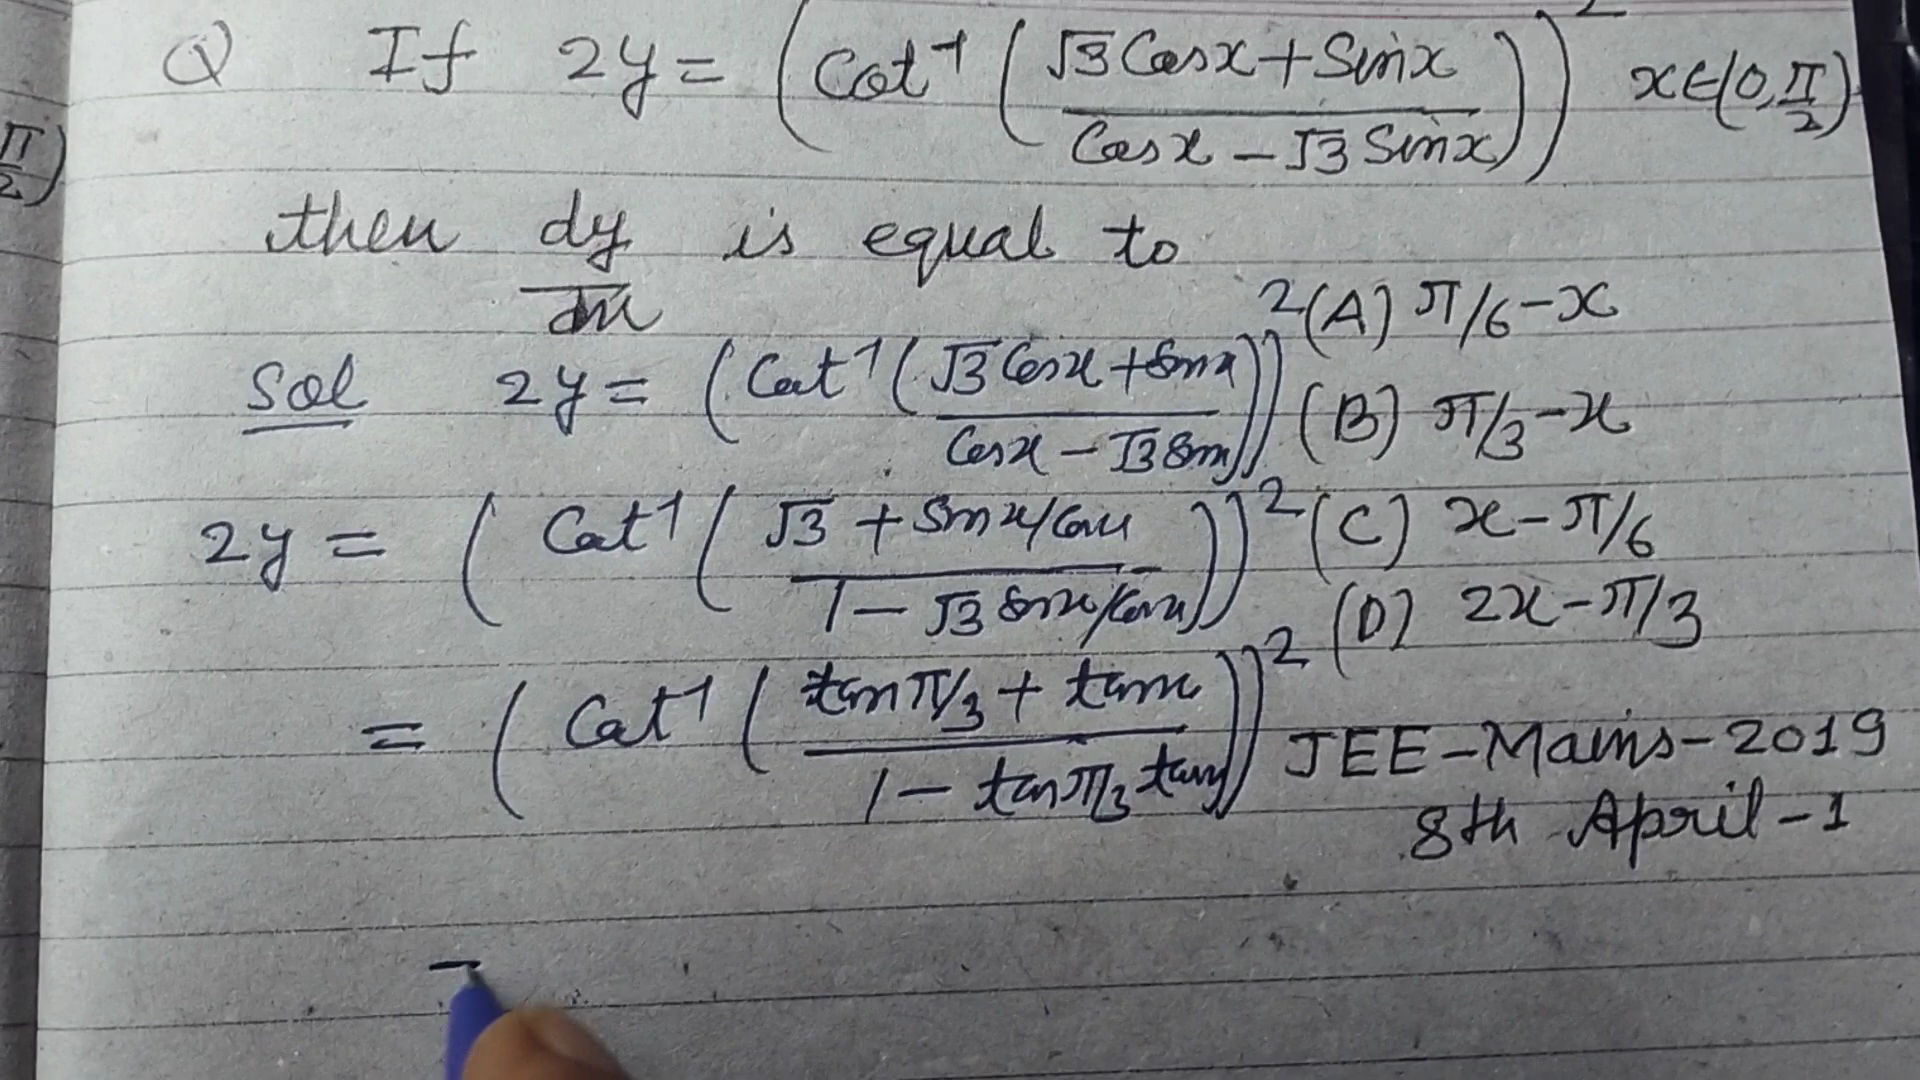 Q If 2y = (Cot⁻¹ (√3 Cosx + Sinx / Cosx - √3 Sinx))² x∈(0, π/2)
π/2)
then dy/dx is equal to
(A) π/6 - x
Sol 2y = (Cot⁻¹ (√3 Cosx + Sinx / Cosx - √3 Sinx))²
(B) π/3 - x
2y = (Cot⁻¹ (√3 + Sinx/Cosx / 1 - √3 Sinx/Cosx))²
(C) x - π/6
(D) 2x - π/3
= (Cot⁻¹ (tan π/3 + tanx / 1 - tan π/3 tanx))²
JEE - Mains - 2019
8th April - 1